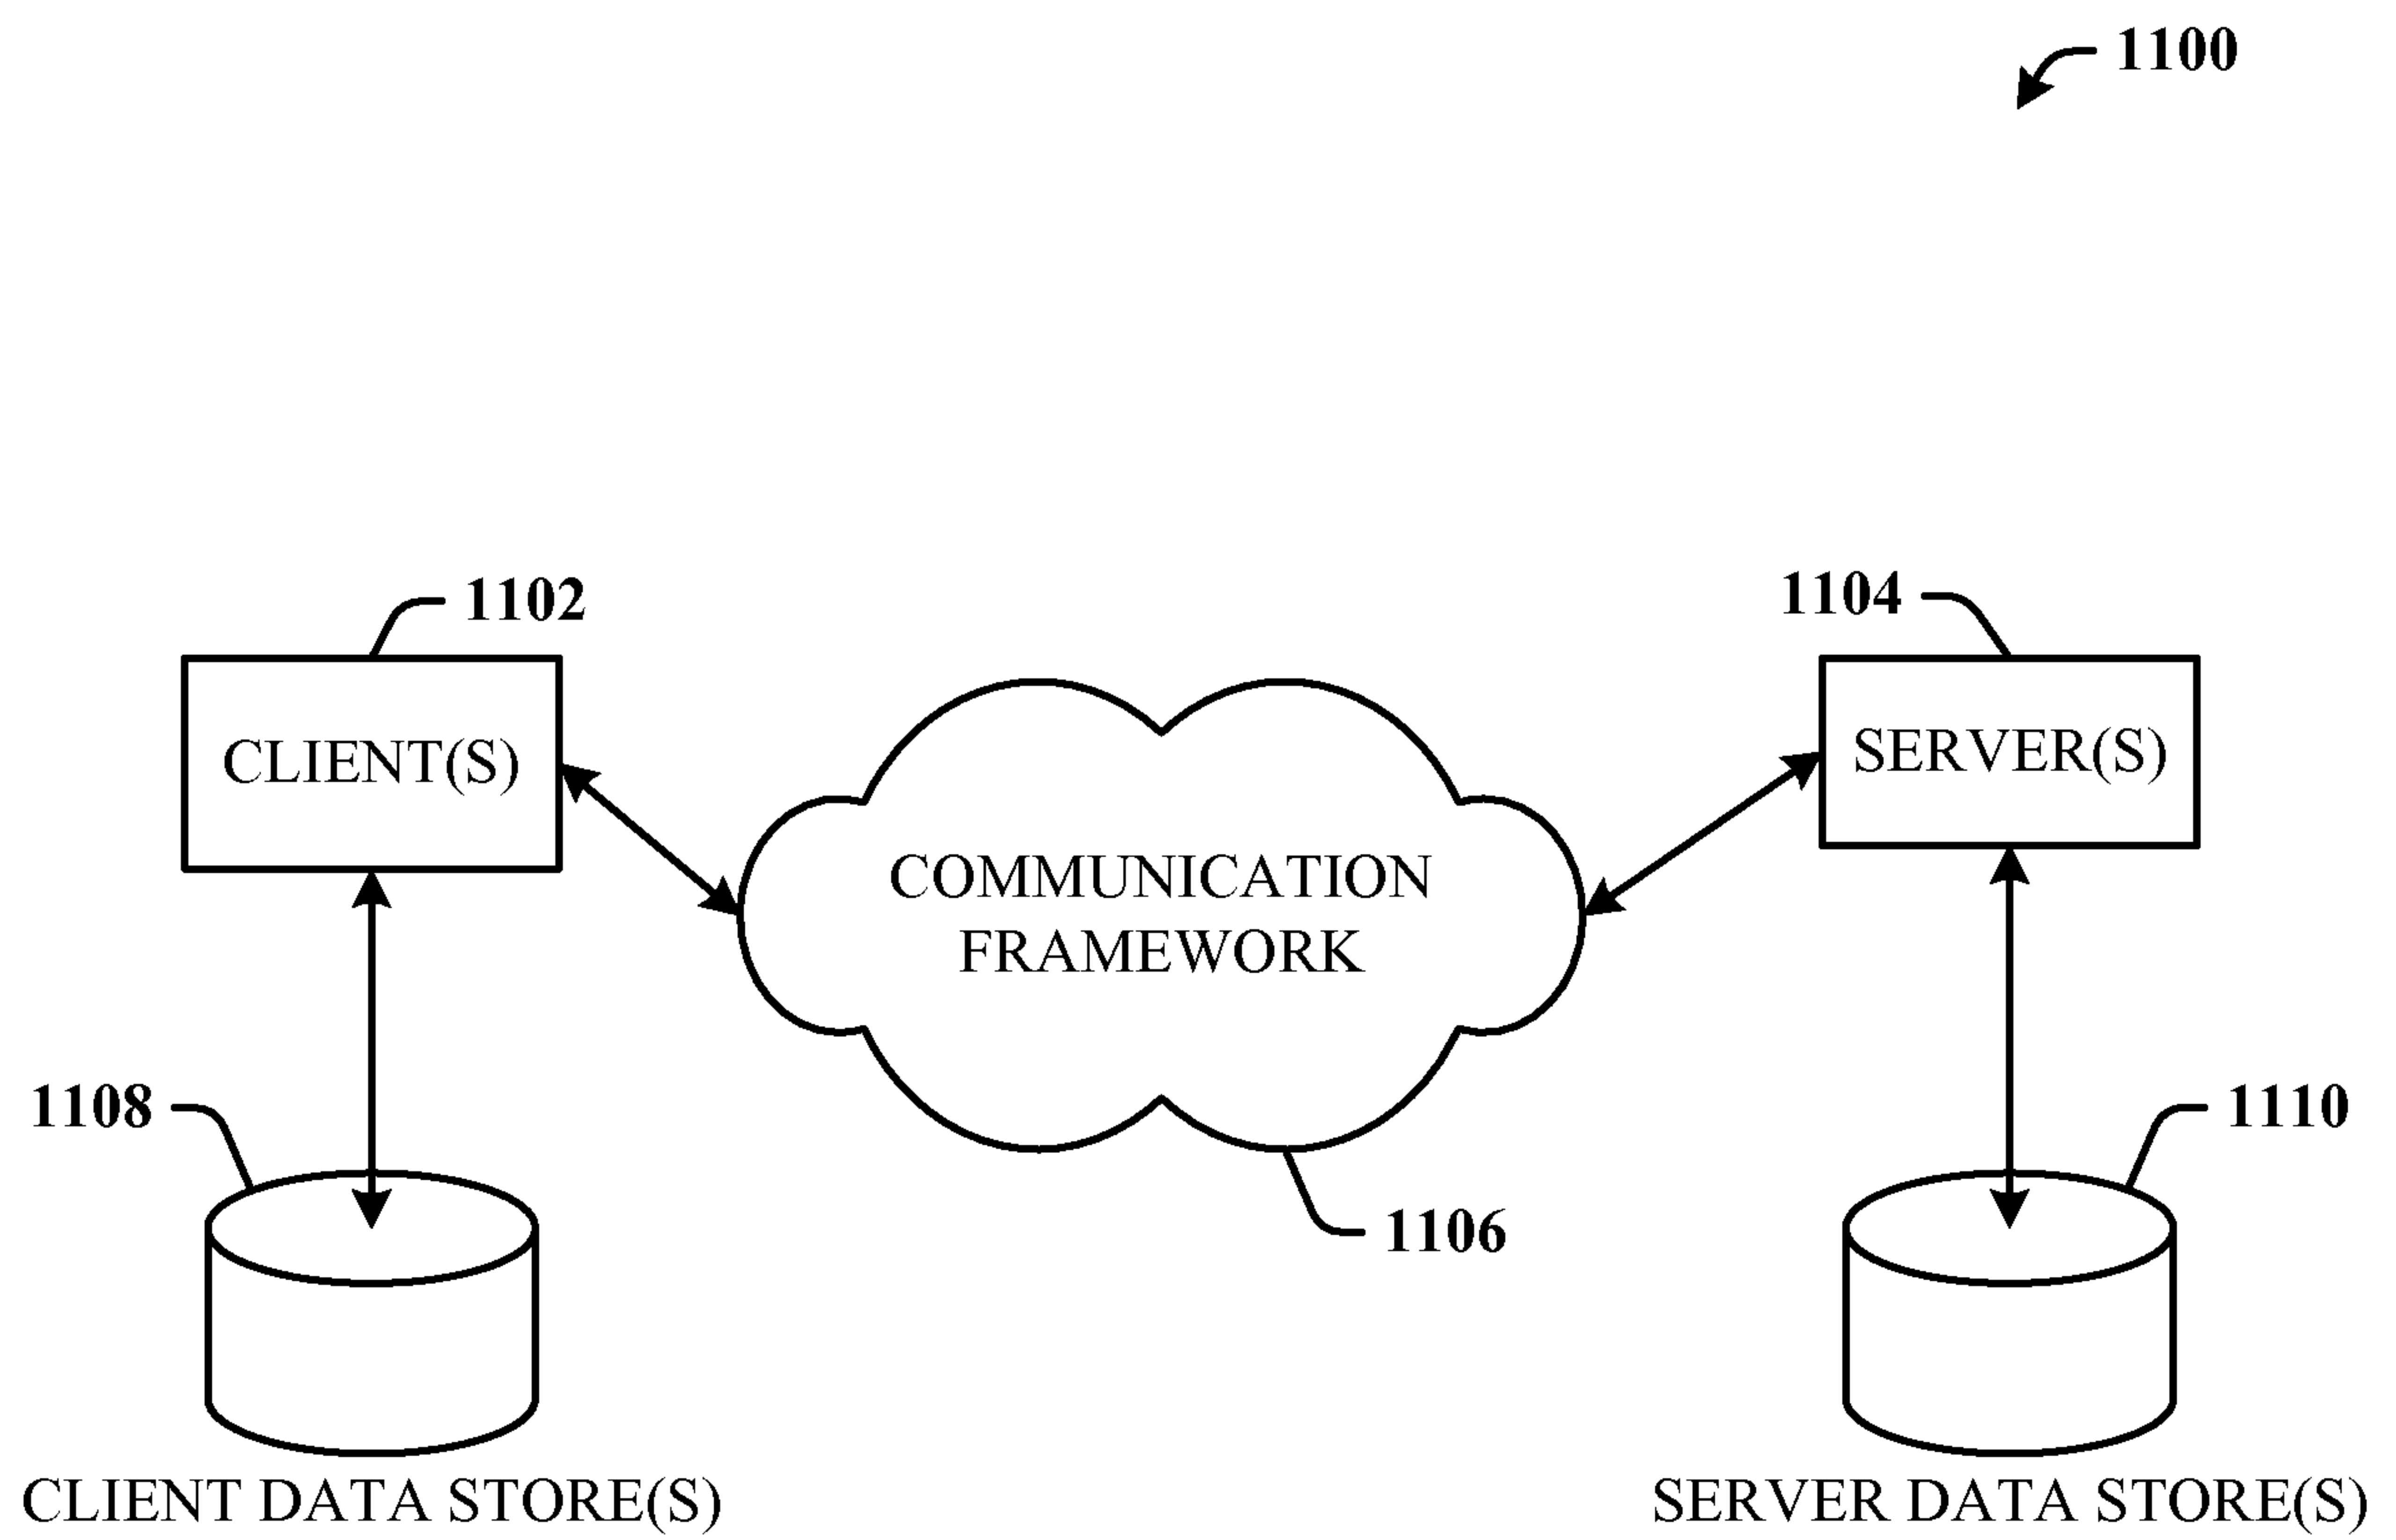 1100
1102
1104
CLIENT(S)
SERVER(S)
COMMUNICATION
FRAMEWORK
1108
1110
1106
CLIENT DATA STORE(S)
SERVER DATA STORE(S)